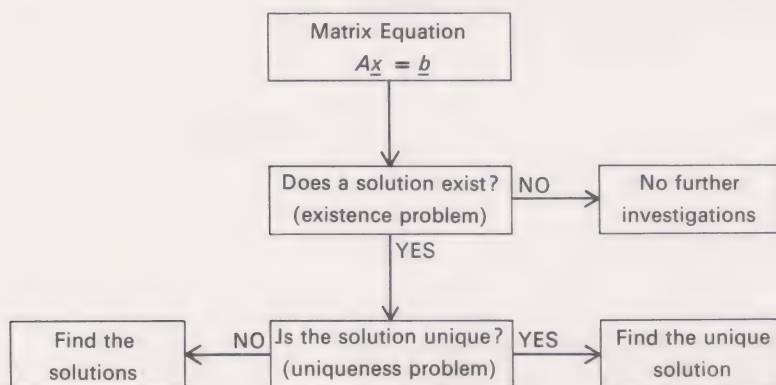 Matrix Equation
Ax = b
Does a solution exist?
(existence problem)
NO
No further
investigations
YES
Find the
solutions
NO
Is the solution unique?
(uniqueness problem)
YES
Find the unique
solution